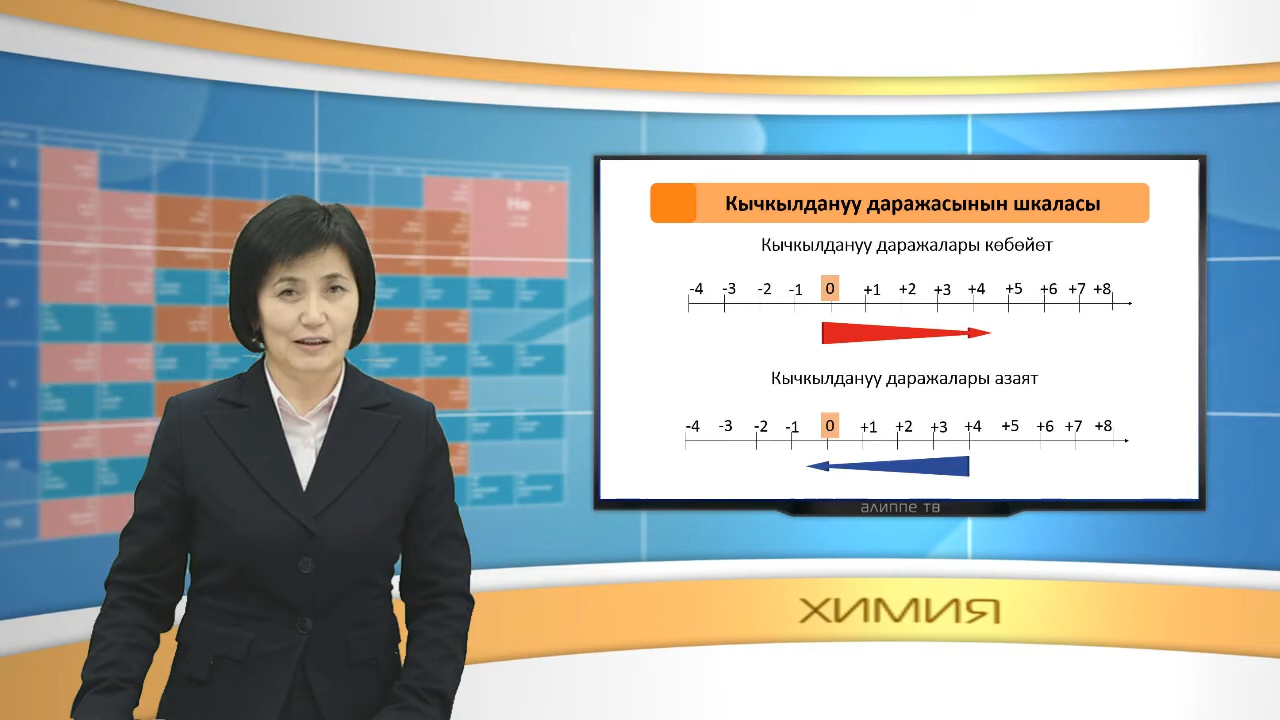 Кычкылдануу даражасынын шкаласы
Кычкылдануу даражалары көбөйөт
-4 -3 -2 -1 0 +1 +2 +3 +4 +5 +6 +7 +8
Кычкылдануу даражалары азаят
-4 -3 -2 -1 0 +1 +2 +3 +4 +5 +6 +7 +8
алиппе тв
ХИМИЯ
He